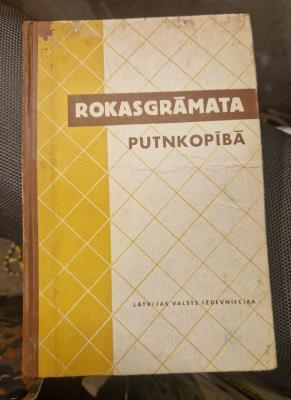 ROKASGRĀMATA
PUTNKOPĪBĀ
LATVIJAS VALSTS IZDEVNIECĪBA